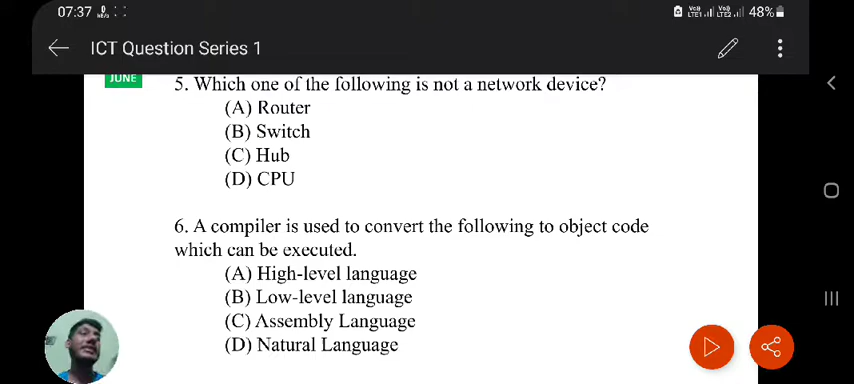 07:37
48%
ICT Question Series 1
JUNE
5. Which one of the following is not a network device?
(A) Router
(B) Switch
(C) Hub
(D) CPU
6. A compiler is used to convert the following to object code
which can be executed.
(A) High-level language
(B) Low-level language
(C) Assembly Language
(D) Natural Language